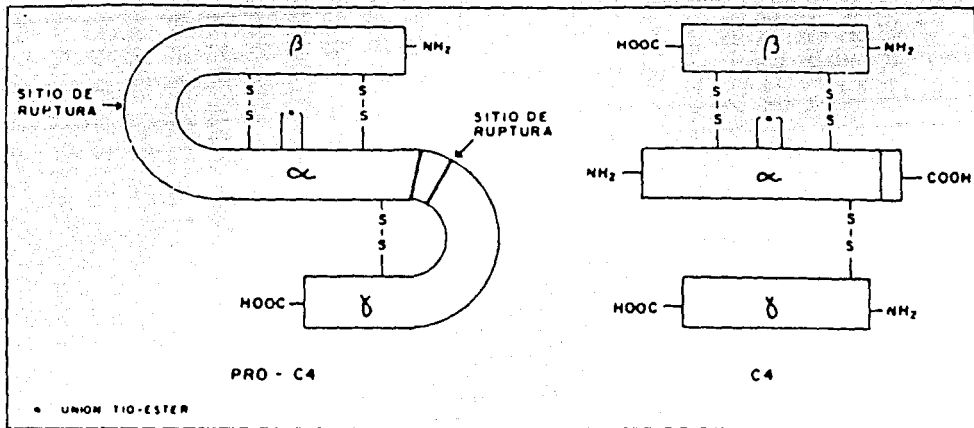 β
NH₂
SITIO DE
RUPTURA
S
S
S
S
*
SITIO DE
RUPTURA
α
S
S
HOOC
γ
PRO - C4
HOOC
β
NH₂
S
S
S
S
*
NH₂
α
COOH
S
S
HOOC
γ
NH₂
C4
* UNION TIO-ESTER